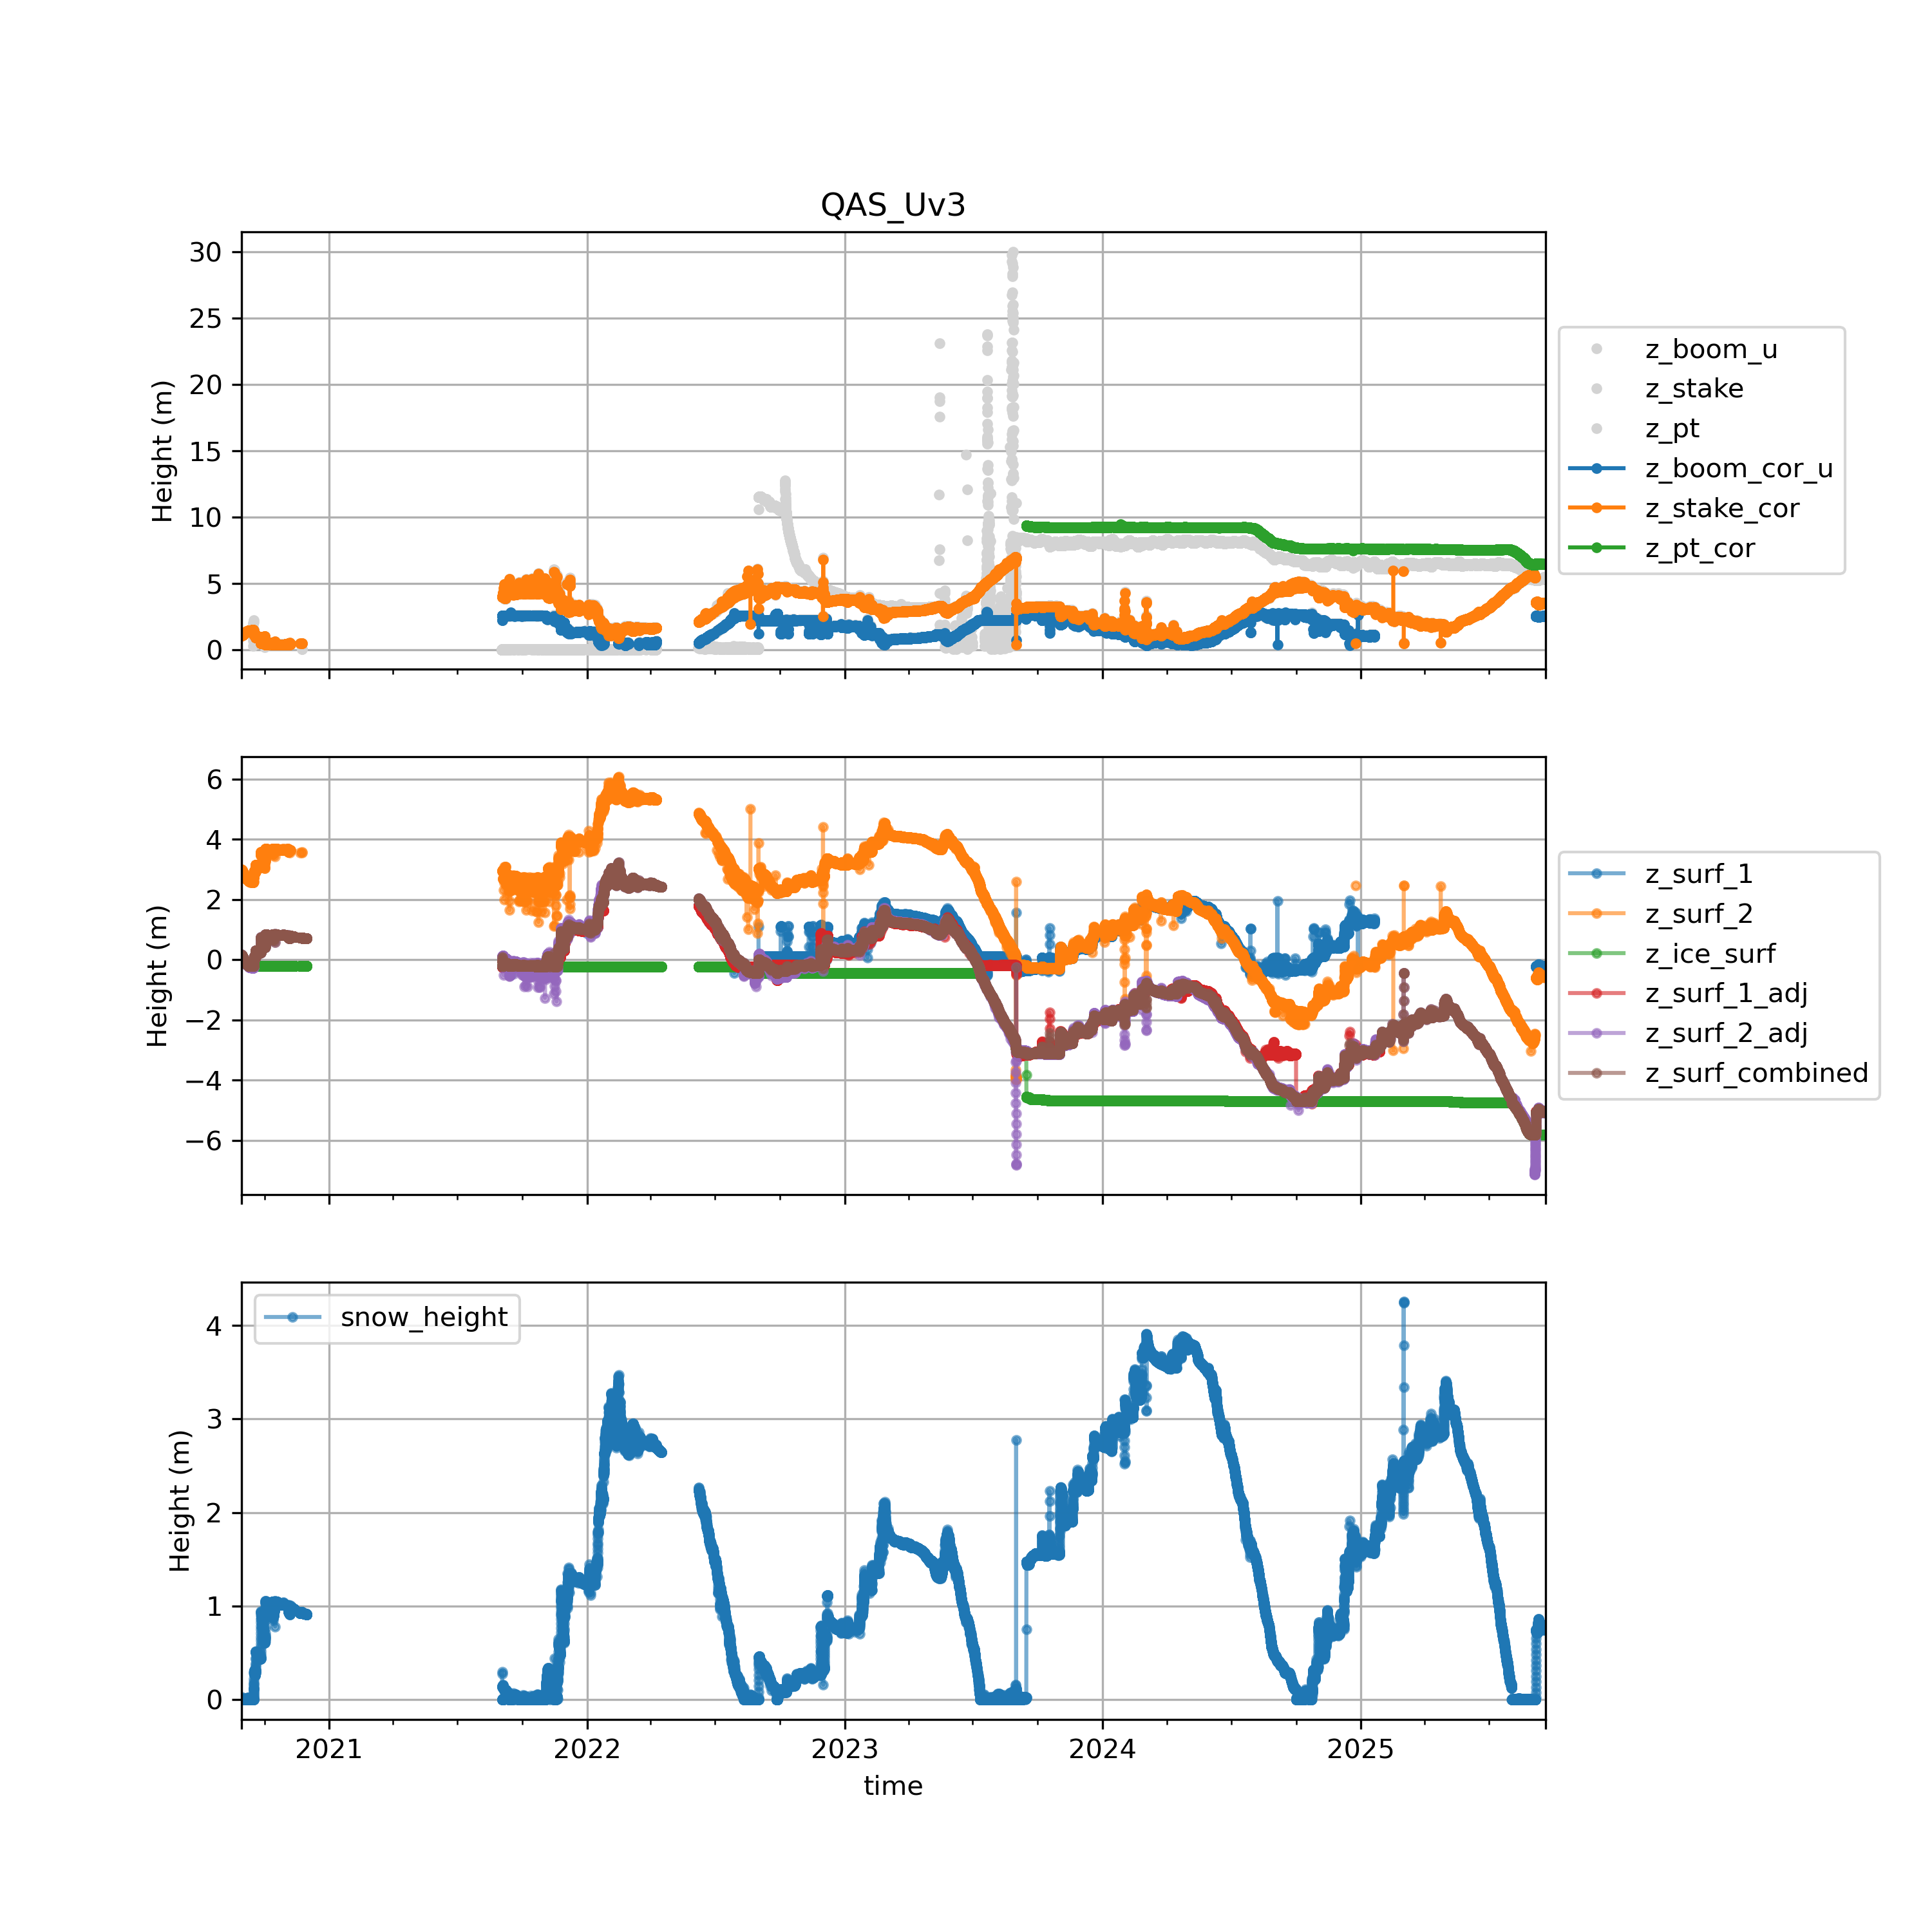 QAS_Uv3
30
25
20
15
10
5
0
Height (m)
z_boom_u
z_stake
z_pt
z_boom_cor_u
z_stake_cor
z_pt_cor
6
4
2
0
−2
−4
−6
Height (m)
z_surf_1
z_surf_2
z_ice_surf
z_surf_1_adj
z_surf_2_adj
z_surf_combined
4
3
2
1
0
Height (m)
snow_height
2021 2022 2023 2024 2025
time